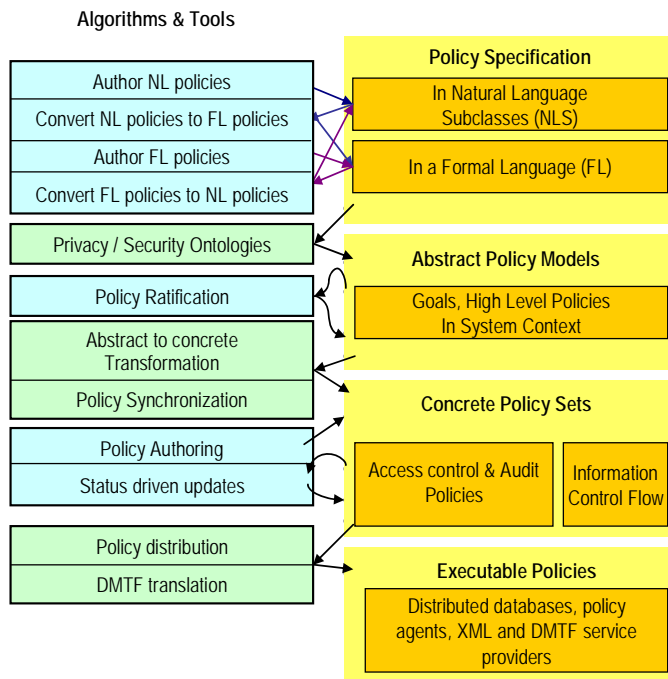 Algorithms & Tools
Author NL policies
Convert NL policies to FL policies
Author FL policies
Convert FL policies to NL policies
Privacy / Security Ontologies
Policy Ratification
Abstract to concrete
Transformation
Policy Synchronization
Policy Authoring
Status driven updates
Policy distribution
DMTF translation
Policy Specification
In Natural Language
Subclasses (NLS)
In a Formal Language (FL)
Abstract Policy Models
Goals, High Level Policies
In System Context
Concrete Policy Sets
Access control & Audit
Policies
Information
Control Flow
Executable Policies
Distributed databases, policy
agents, XML and DMTF service
providers